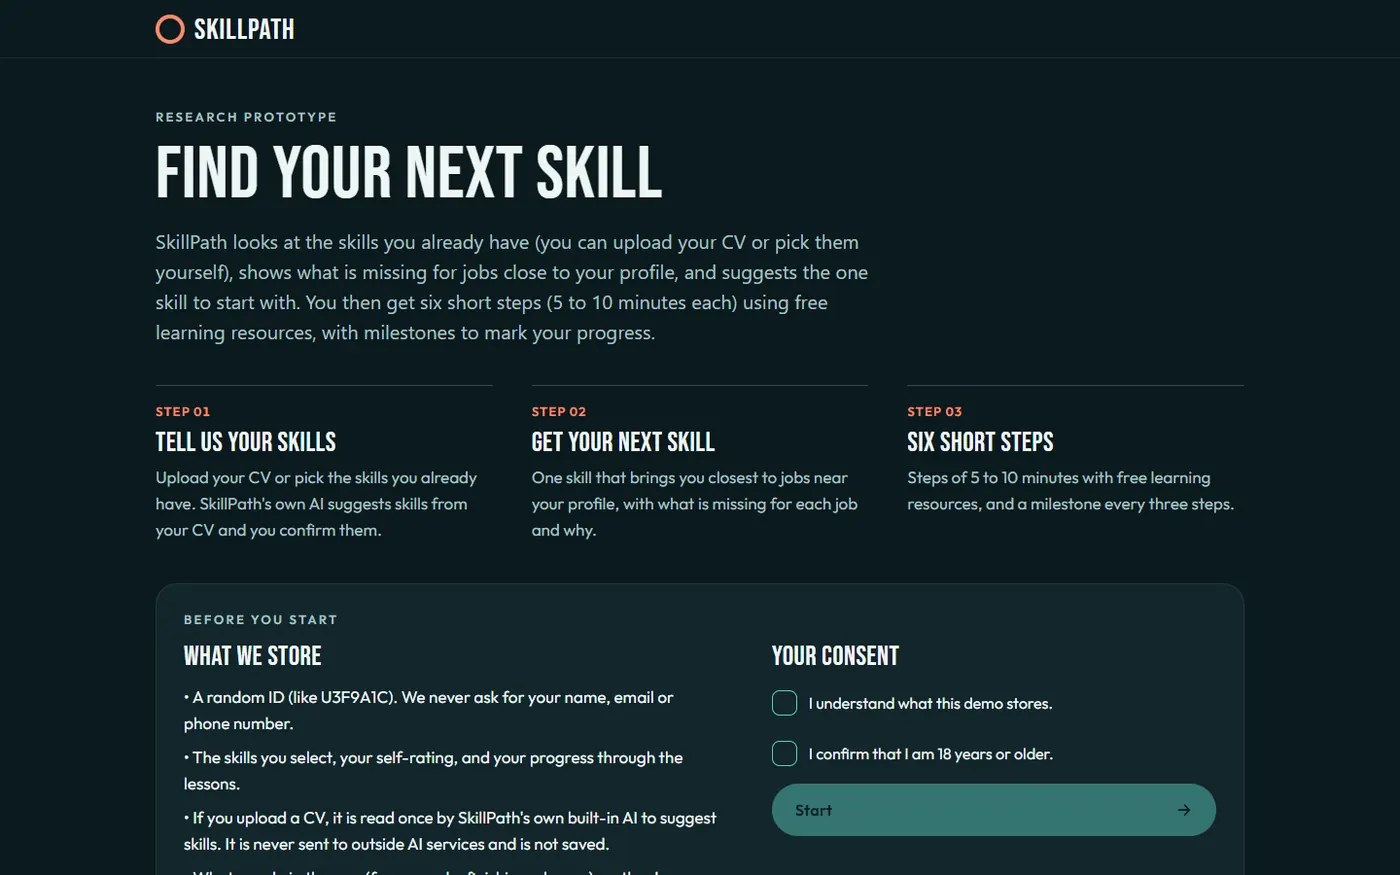 SKILLPATH
RESEARCH PROTOTYPE
FIND YOUR NEXT SKILL
SkillPath looks at the skills you already have (you can upload your CV or pick them
yourself), shows what is missing for jobs close to your profile, and suggests the one
skill to start with. You then get six short steps (5 to 10 minutes each) using free
learning resources, with milestones to mark your progress.
STEP 01
TELL US YOUR SKILLS
Upload your CV or pick the skills you already
have. SkillPath's own AI suggests skills from
your CV and you confirm them.
STEP 02
GET YOUR NEXT SKILL
One skill that brings you closest to jobs near
your profile, with what is missing for each job
and why.
STEP 03
SIX SHORT STEPS
Steps of 5 to 10 minutes with free learning
resources, and a milestone every three steps.
BEFORE YOU START
WHAT WE STORE
• A random ID (like U3F9A1C). We never ask for your name, email or
phone number.
• The skills you select, your self-rating, and your progress through the
lessons.
• If you upload a CV, it is read once by SkillPath's own built-in AI to suggest
skills. It is never sent to outside AI services and is not saved.
YOUR CONSENT
I understand what this demo stores.
I confirm that I am 18 years or older.
Start →